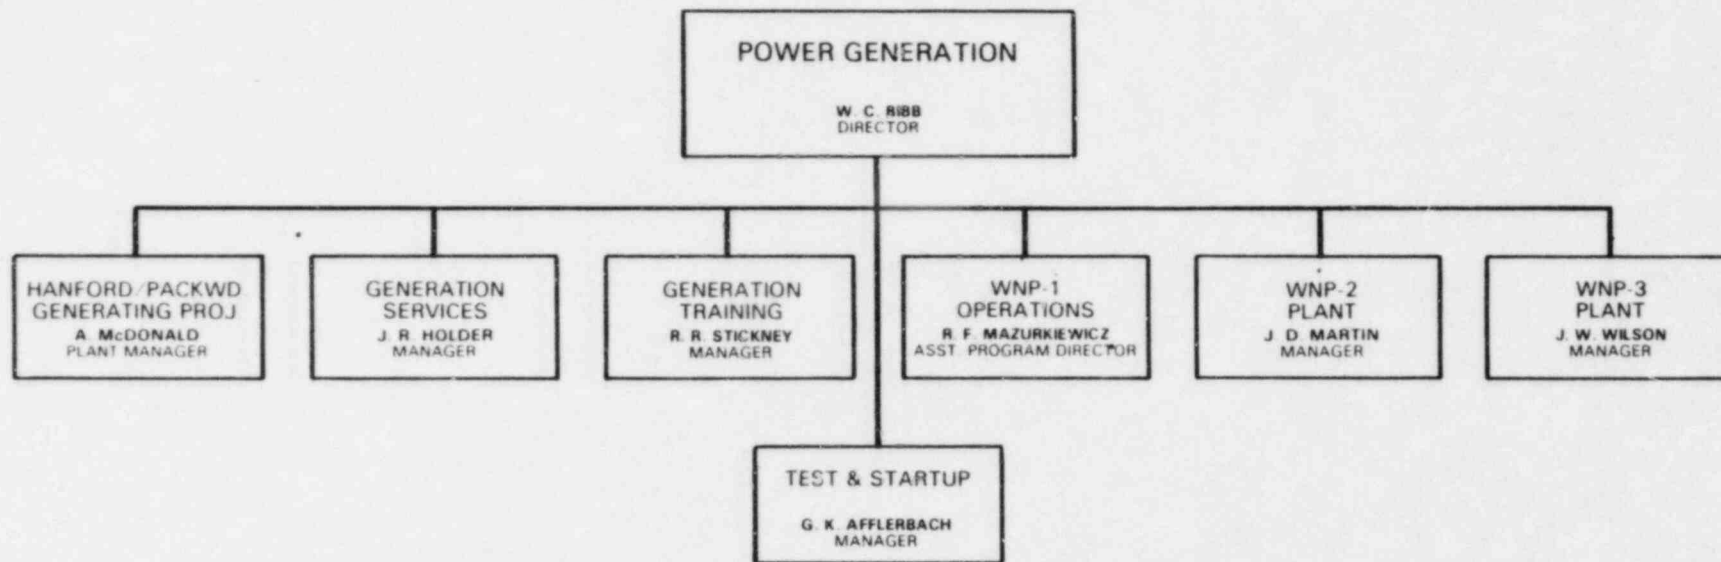 POWER GENERATION
W. C. BIBB
DIRECTOR
HANFORD/PACKWD
GENERATING PROJ
A. McDONALD
PLANT MANAGER
GENERATION
SERVICES
J. R. HOLDER
MANAGER
GENERATION
TRAINING
R. R. STICKNEY
MANAGER
WNP-1
OPERATIONS
R. F. MAZURKIEWICZ
ASST. PROGRAM DIRECTOR
WNP-2
PLANT
J. D. MARTIN
MANAGER
WNP-3
PLANT
J. W. WILSON
MANAGER
TEST & STARTUP
G. K. AFFLERBACH
MANAGER